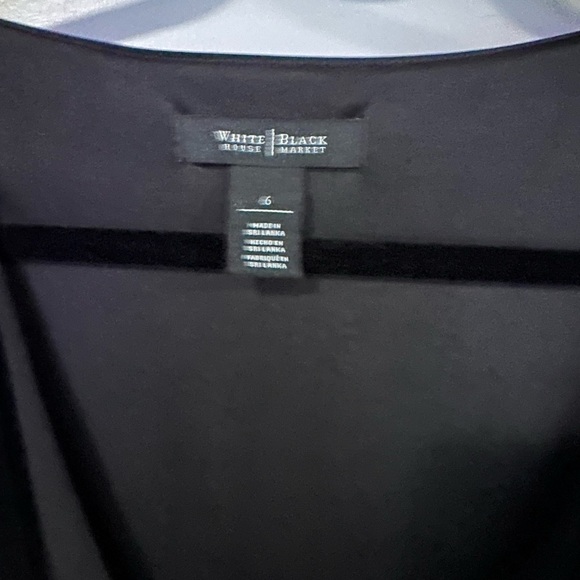 WHITE BLACK
HOUSE MARKET
6
MADE IN
SRI LANKA
HECHO EN
SRI LANKA
FABRIQUÉ EN
SRI LANKA